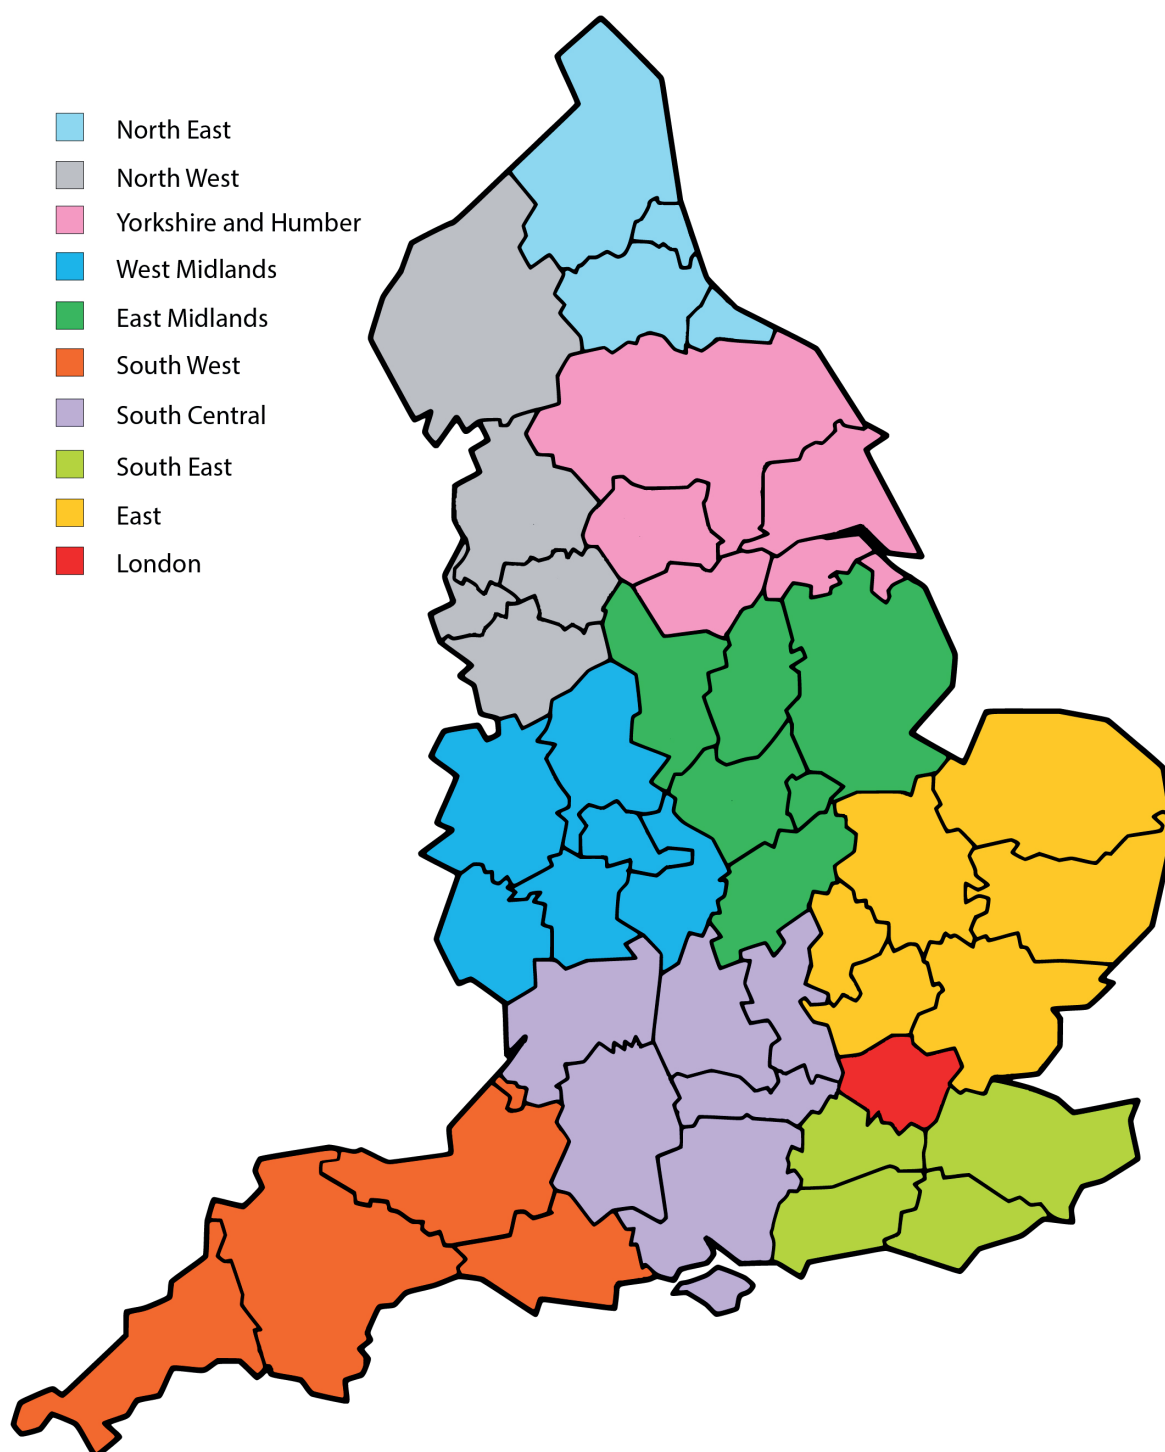 North East
North West
Yorkshire and Humber
West Midlands
East Midlands
South West
South Central
South East
East
London